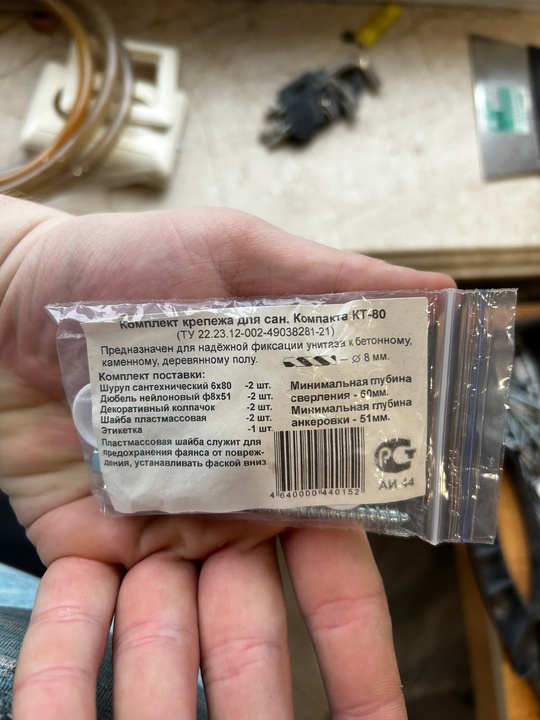 Комплект крепежа для сан. Компакта КТ-80
(ТУ 22.23.12-002-49038281-21)
Предназначен для надёжной фиксации унитаза к бетонному,
каменному, деревянному полу. – ⌀ 8 мм.
Комплект поставки:
Шуруп сантехнический 6х80 -2 шт.
Дюбель нейлоновый ф8х51 -2 шт.
Декоративный колпачок -2 шт.
Шайба пластмассовая -2 шт.
Этикетка -1 шт.
Пластмассовая шайба служит для
предохранения фаянса от повреж-
дения, устанавливать фаской вниз
Минимальная глубина
сверления - 60мм.
Минимальная глубина
анкеровки - 51мм.
4640000440152
РСТ
АИ 44